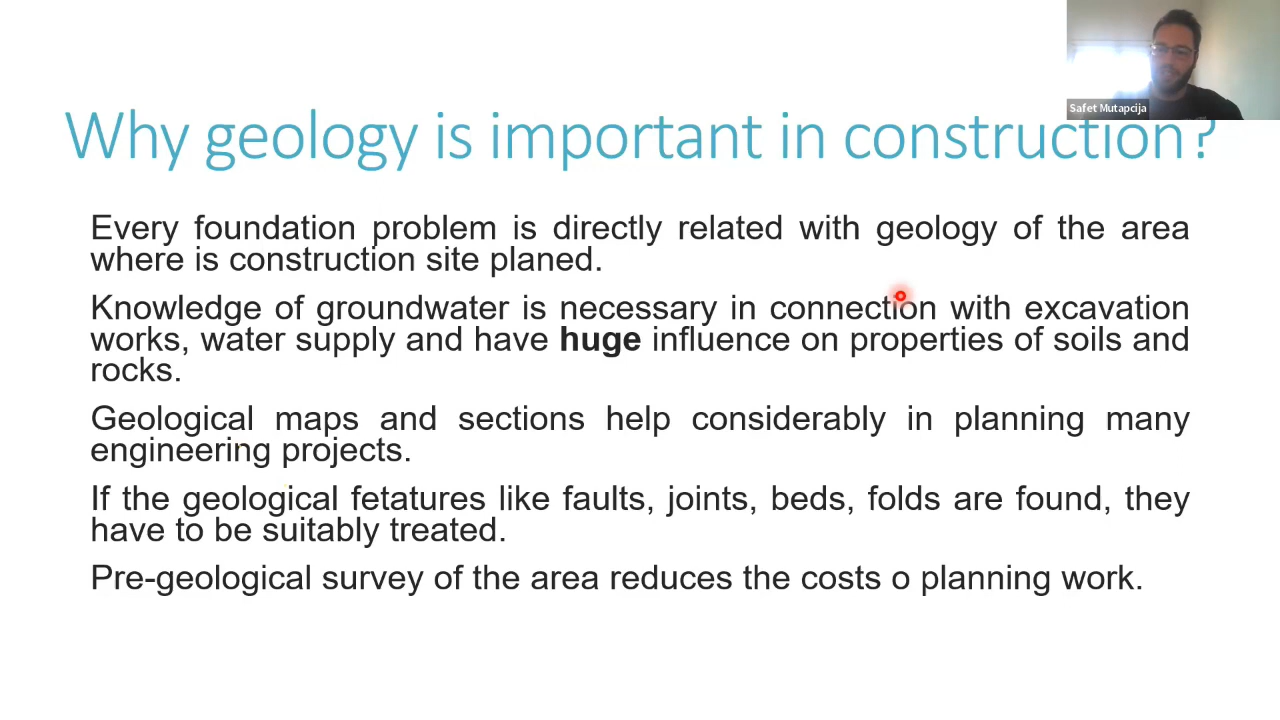 Safet Mutapcija
Why geology is important in construction?
Every foundation problem is directly related with geology of the area
where is construction site planed.
Knowledge of groundwater is necessary in connection with excavation
works, water supply and have huge influence on properties of soils and
rocks.
Geological maps and sections help considerably in planning many
engineering projects.
If the geological fetatures like faults, joints, beds, folds are found, they
have to be suitably treated.
Pre-geological survey of the area reduces the costs o planning work.